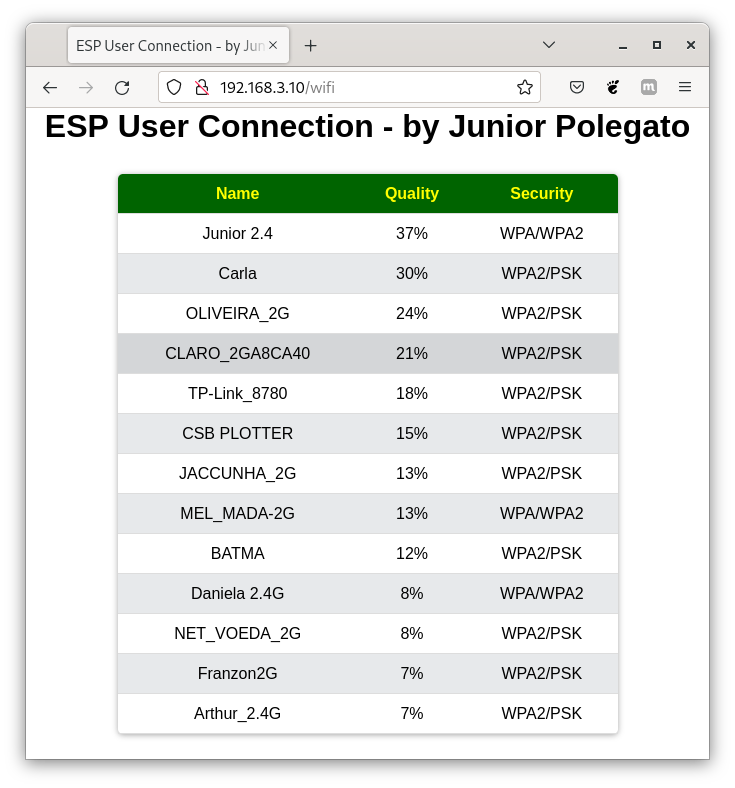 ESP User Connection - by Jun
192.168.3.10/wifi
ESP User Connection - by Junior Polegato
Name Quality Security
Junior 2.4 37% WPA/WPA2
Carla 30% WPA2/PSK
OLIVEIRA_2G 24% WPA2/PSK
CLARO_2GA8CA40 21% WPA2/PSK
TP-Link_8780 18% WPA2/PSK
CSB PLOTTER 15% WPA2/PSK
JACCUNHA_2G 13% WPA2/PSK
MEL_MADA-2G 13% WPA/WPA2
BATMA 12% WPA2/PSK
Daniela 2.4G 8% WPA/WPA2
NET_VOEDA_2G 8% WPA2/PSK
Franzon2G 7% WPA2/PSK
Arthur_2.4G 7% WPA2/PSK